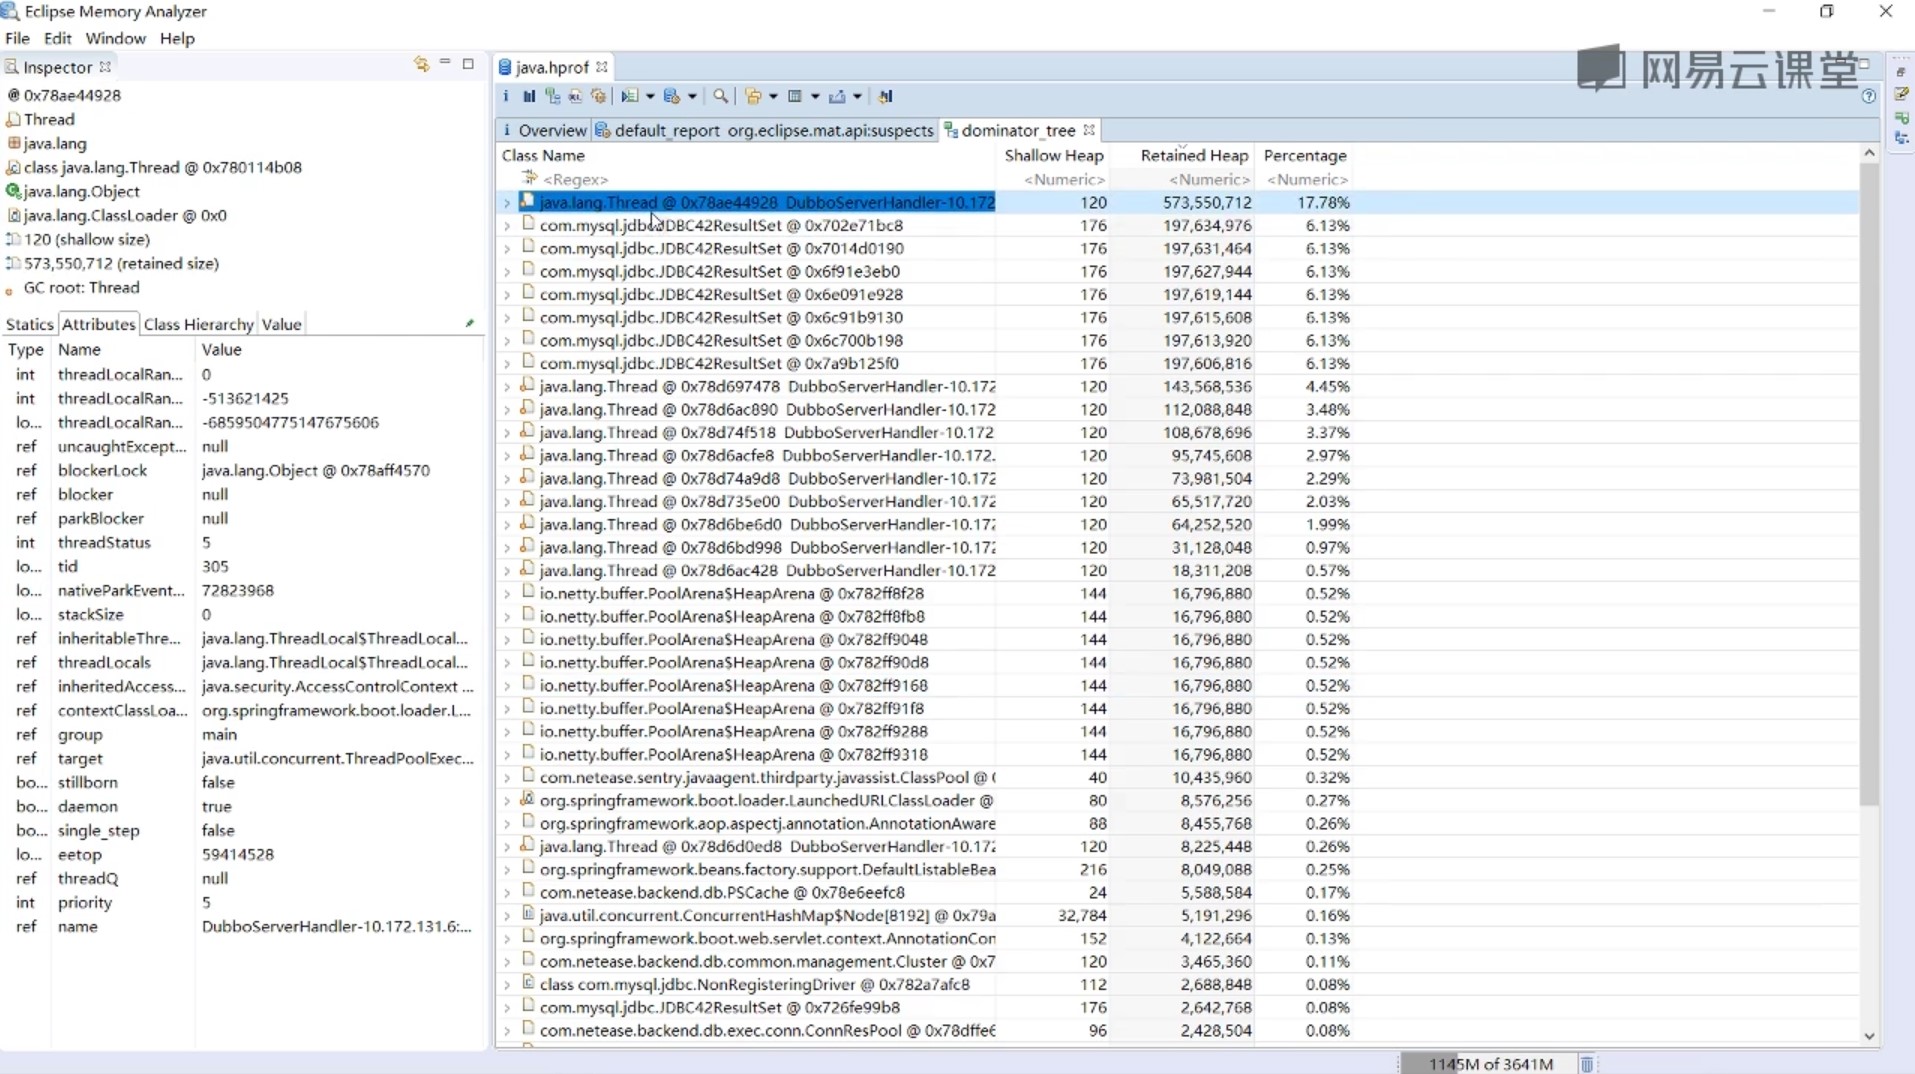 Eclipse Memory Analyzer
File Edit Window Help
Inspector
@ 0x78ae44928
Thread
java.lang
class java.lang.Thread @ 0x780114b08
java.lang.Object
java.lang.ClassLoader @ 0x0
120 (shallow size)
573,550,712 (retained size)
GC root: Thread
Statics Attributes Class Hierarchy Value
Type Name Value
int threadLocalRan... 0
int threadLocalRan... -513621425
lo... threadLocalRan... -6859504775147675606
ref uncaughtExcept... null
ref blockerLock java.lang.Object @ 0x78aff4570
ref blocker null
ref parkBlocker null
int threadStatus 5
lo... tid 305
lo... nativeParkEvent... 72823968
lo... stackSize 0
ref inheritableThre... java.lang.ThreadLocal$ThreadLocal...
ref threadLocals java.lang.ThreadLocal$ThreadLocal...
ref inheritedAccess... java.security.AccessControlContext ...
ref contextClassLoa... org.springframework.boot.loader.L...
ref group main
ref target java.util.concurrent.ThreadPoolExec...
bo... stillborn false
bo... daemon true
bo... single_step false
lo... eetop 59414528
ref threadQ null
int priority 5
ref name DubboServerHandler-10.172.131.6:...
java.hprof
网易云课堂
Overview default_report org.eclipse.mat.api:suspects dominator_tree
Class Name Shallow Heap Retained Heap Percentage
<Regex> <Numeric> <Numeric> <Numeric>
java.lang.Thread @ 0x78ae44928 DubboServerHandler-10.172 120 573,550,712 17.78%
com.mysql.jdbc.JDBC42ResultSet @ 0x702e71bc8 176 197,634,976 6.13%
com.mysql.jdbc.JDBC42ResultSet @ 0x7014d0190 176 197,631,464 6.13%
com.mysql.jdbc.JDBC42ResultSet @ 0x6f91e3eb0 176 197,627,944 6.13%
com.mysql.jdbc.JDBC42ResultSet @ 0x6e091e928 176 197,619,144 6.13%
com.mysql.jdbc.JDBC42ResultSet @ 0x6c91b9130 176 197,615,608 6.13%
com.mysql.jdbc.JDBC42ResultSet @ 0x6c700b198 176 197,613,920 6.13%
com.mysql.jdbc.JDBC42ResultSet @ 0x7a9b125f0 176 197,606,816 6.13%
java.lang.Thread @ 0x78d697478 DubboServerHandler-10.172 120 143,568,536 4.45%
java.lang.Thread @ 0x78d6ac890 DubboServerHandler-10.172 120 112,088,848 3.48%
java.lang.Thread @ 0x78d74f518 DubboServerHandler-10.172 120 108,678,696 3.37%
java.lang.Thread @ 0x78d6acfe8 DubboServerHandler-10.172. 120 95,745,608 2.97%
java.lang.Thread @ 0x78d74a9d8 DubboServerHandler-10.172 120 73,981,504 2.29%
java.lang.Thread @ 0x78d735e00 DubboServerHandler-10.172 120 65,517,720 2.03%
java.lang.Thread @ 0x78d6be6d0 DubboServerHandler-10.172 120 64,252,520 1.99%
java.lang.Thread @ 0x78d6bd998 DubboServerHandler-10.172 120 31,128,048 0.97%
java.lang.Thread @ 0x78d6ac428 DubboServerHandler-10.172 120 18,311,208 0.57%
io.netty.buffer.PoolArena$HeapArena @ 0x782ff8f28 144 16,796,880 0.52%
io.netty.buffer.PoolArena$HeapArena @ 0x782ff8fb8 144 16,796,880 0.52%
io.netty.buffer.PoolArena$HeapArena @ 0x782ff9048 144 16,796,880 0.52%
io.netty.buffer.PoolArena$HeapArena @ 0x782ff90d8 144 16,796,880 0.52%
io.netty.buffer.PoolArena$HeapArena @ 0x782ff9168 144 16,796,880 0.52%
io.netty.buffer.PoolArena$HeapArena @ 0x782ff91f8 144 16,796,880 0.52%
io.netty.buffer.PoolArena$HeapArena @ 0x782ff9288 144 16,796,880 0.52%
io.netty.buffer.PoolArena$HeapArena @ 0x782ff9318 144 16,796,880 0.52%
com.netease.sentry.javaagent.thirdparty.javassist.ClassPool @ 40 10,435,960 0.32%
org.springframework.boot.loader.LaunchedURLClassLoader @ 80 8,576,256 0.27%
org.springframework.aop.aspectj.annotation.AnnotationAware 88 8,455,768 0.26%
java.lang.Thread @ 0x78d6d0ed8 DubboServerHandler-10.172 120 8,225,448 0.26%
org.springframework.beans.factory.support.DefaultListableBea 216 8,049,088 0.25%
com.netease.backend.db.PSCache @ 0x78e6eefc8 24 5,588,584 0.17%
java.util.concurrent.ConcurrentHashMap$Node[8192] @ 0x79a 32,784 5,191,296 0.16%
org.springframework.boot.web.servlet.context.AnnotationCon 152 4,122,664 0.13%
com.netease.backend.db.common.management.Cluster @ 0x7 120 3,465,360 0.11%
class com.mysql.jdbc.NonRegisteringDriver @ 0x782a7afc8 112 2,688,848 0.08%
com.mysql.jdbc.JDBC42ResultSet @ 0x726fe99b8 176 2,642,768 0.08%
com.netease.backend.db.exec.conn.ConnResPool @ 0x78dffe6 96 2,428,504 0.08%
1145M of 3641M